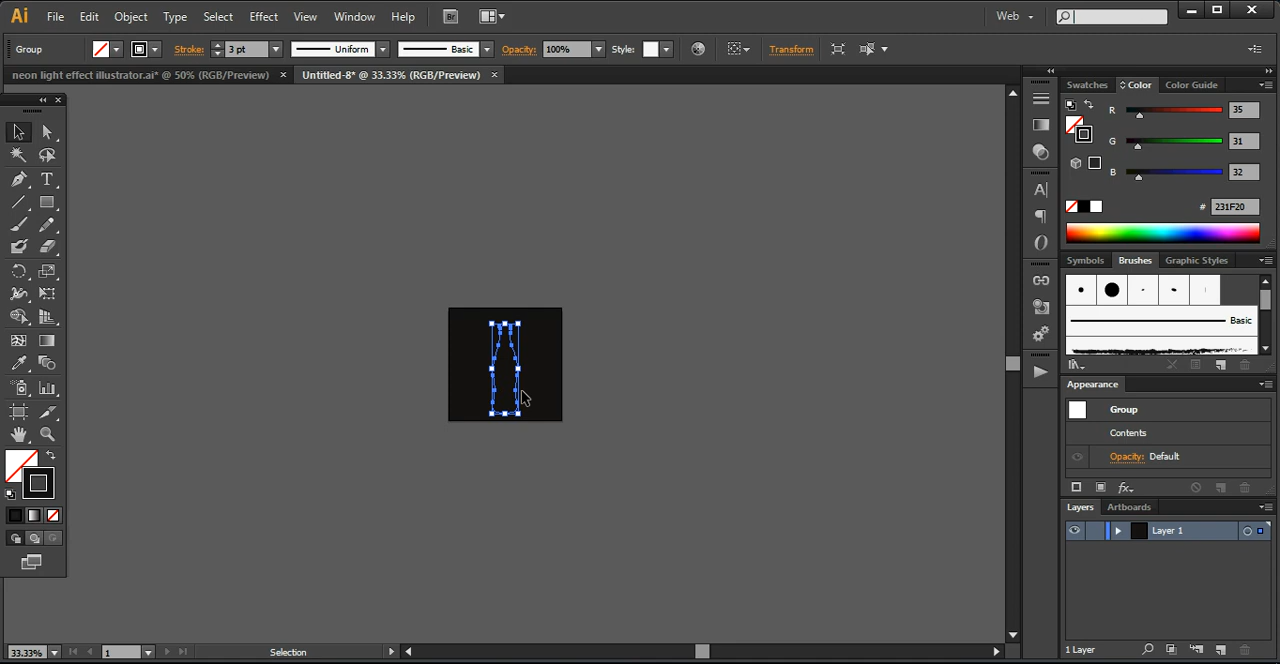 Ai File Edit Object Type Select Effect View Window Help Br Web
Group Stroke: 3 pt Uniform Basic Opacity: 100% Style: Transform
neon light effect illustrator.ai* @ 50% (RGB/Preview) Untitled-8* @ 33.33% (RGB/Preview)
Swatches Color Color Guide
R 35
G 31
B 32
# 231F20
Symbols Brushes Graphic Styles
Basic
Appearance
Group
Contents
Opacity: Default
fx
Layers Artboards
Layer 1
1 Layer
33.33% 1 Selection